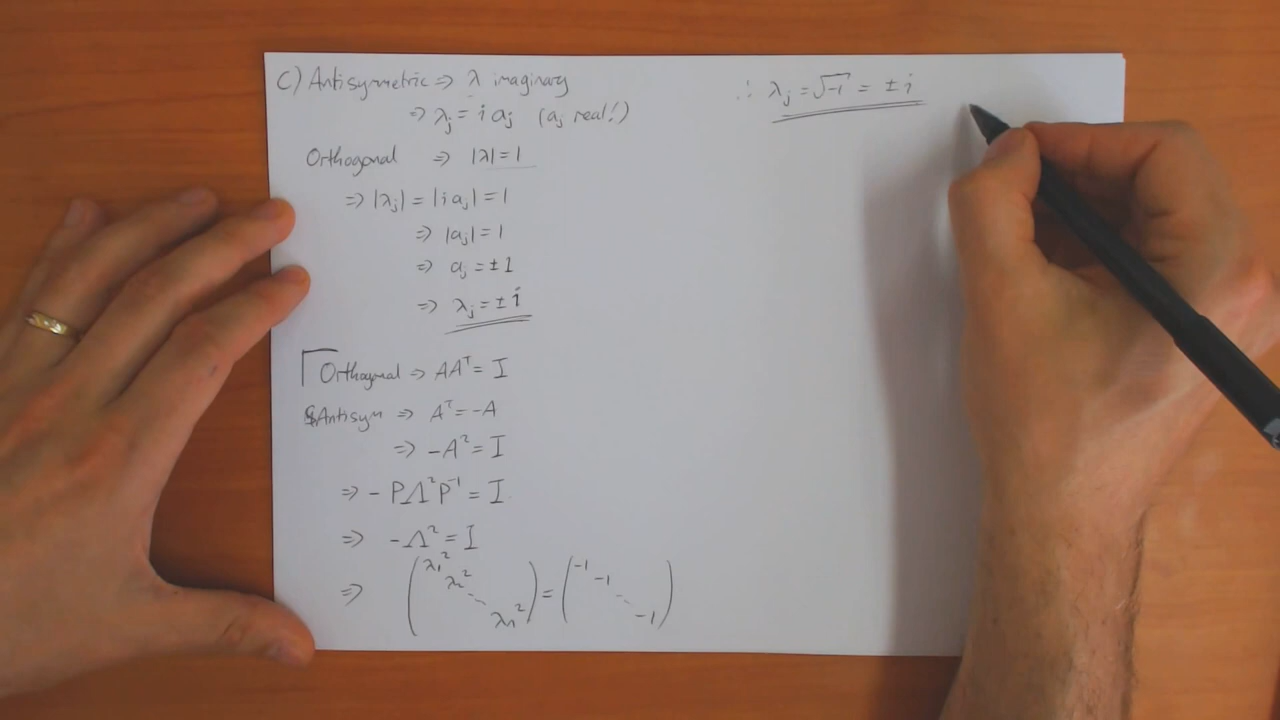 C) Antisymmetric ⇒ λ imaginary
⇒ λj = i aj (aj real!)
Orthogonal ⇒ |λ| = 1
⇒ |λj| = |i aj| = 1
⇒ |aj| = 1
⇒ aj = ±1
⇒ λj = ±i
Orthogonal ⇒ AAᵀ = I
&Antisym ⇒ Aᵀ = -A
⇒ -A² = I
⇒ - PΛ²P⁻¹ = I
⇒ -Λ² = I
⇒ (λ₁² λ₂² -- λn²) = (-1 -1 -- -1)
∴ λj = √-1 = ±i